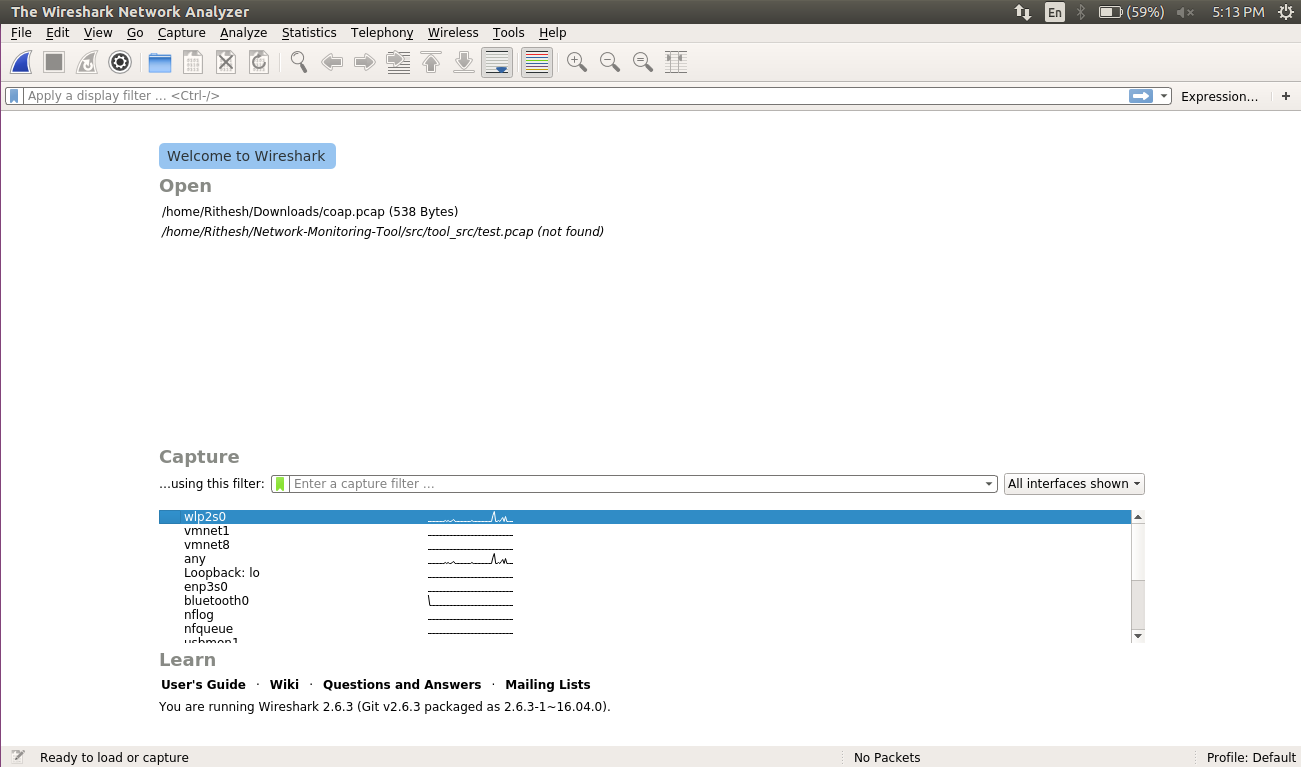 The Wireshark Network Analyzer En (59%) 5:13 PM
File Edit View Go Capture Analyze Statistics Telephony Wireless Tools Help
Apply a display filter ... <Ctrl-/> Expression... +
Welcome to Wireshark
Open
/home/Rithesh/Downloads/coap.pcap (538 Bytes)
/home/Rithesh/Network-Monitoring-Tool/src/tool_src/test.pcap (not found)
Capture
...using this filter: Enter a capture filter ... All interfaces shown
wlp2s0
vmnet1
vmnet8
any
Loopback: lo
enp3s0
bluetooth0
nflog
nfqueue
usbmon1
Learn
User's Guide · Wiki · Questions and Answers · Mailing Lists
You are running Wireshark 2.6.3 (Git v2.6.3 packaged as 2.6.3-1~16.04.0).
Ready to load or capture No Packets Profile: Default